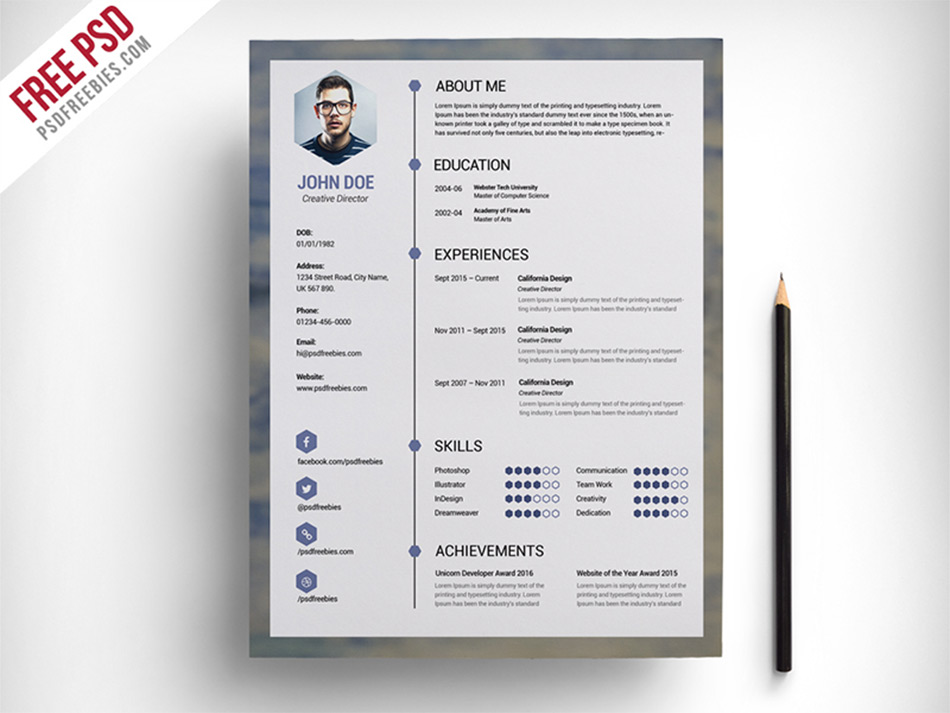 FREE PSD
PSDFREEBIES.COM
JOHN DOE
Creative Director
DOB:
01/01/1982
Address:
1234 Street Road, City Name,
UK 567 890.
Phone:
01234-456-0000
Email:
hi@psdfreebies.com
Website:
www.psdfreebies.com
facebook.com/psdfreebies
@psdfreebies
/psdfreebies.com
/psdfreebies
ABOUT ME
Lorem Ipsum is simply dummy text of the printing and typesetting industry. Lorem
Ipsum has been the industry's standard dummy text ever since the 1500s, when an un-
known printer took a galley of type and scrambled it to make a type specimen book. It
has survived not only five centuries, but also the leap into electronic typesetting, re-
EDUCATION
2004-06 Webster Tech University
Master of Computer Science
2002-04 Academy of Fine Arts
Master of Arts
EXPERIENCES
Sept 2015 – Current California Design
Creative Director
Lorem Ipsum is simply dummy text of the printing and typeset-
ting industry. Lorem Ipsum has been the industry's standard
Nov 2011 – Sept 2015 California Design
Creative Director
Lorem Ipsum is simply dummy text of the printing and typeset-
ting industry. Lorem Ipsum has been the industry's standard
Sept 2007 – Nov 2011 California Design
Creative Director
Lorem Ipsum is simply dummy text of the printing and typeset-
ting industry. Lorem Ipsum has been the industry's standard
SKILLS
Photoshop
Illustrator
InDesign
Dreamweaver
Communication
Team Work
Creativity
Dedication
ACHIEVEMENTS
Unicorn Developer Award 2016
Lorem Ipsum is simply dummy text of the
printing and typesetting industry. Lorem
Ipsum has been the industry's standard
Website of the Year Award 2015
Lorem Ipsum is simply dummy text of the
printing and typesetting industry. Lorem
Ipsum has been the industry's standard